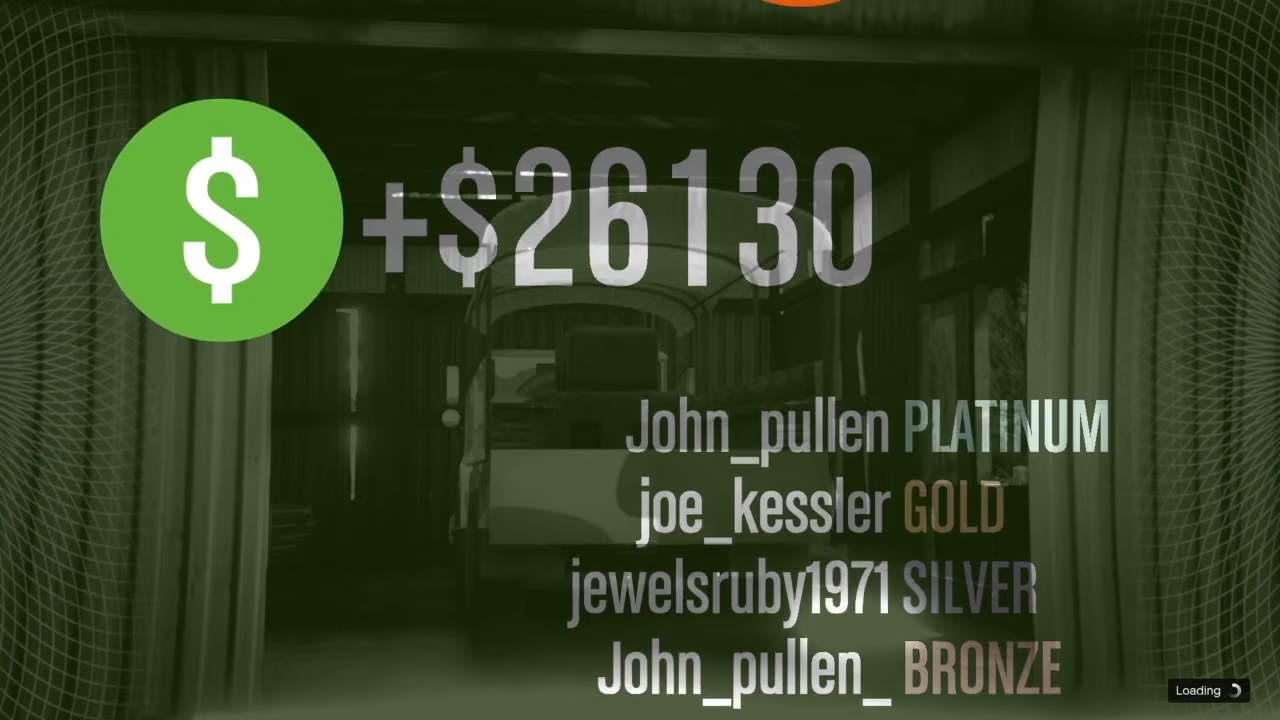 $ +$26130
John_pullen PLATINUM
joe_kessler GOLD
jewelsruby1971 SILVER
John_pullen_ BRONZE
Loading